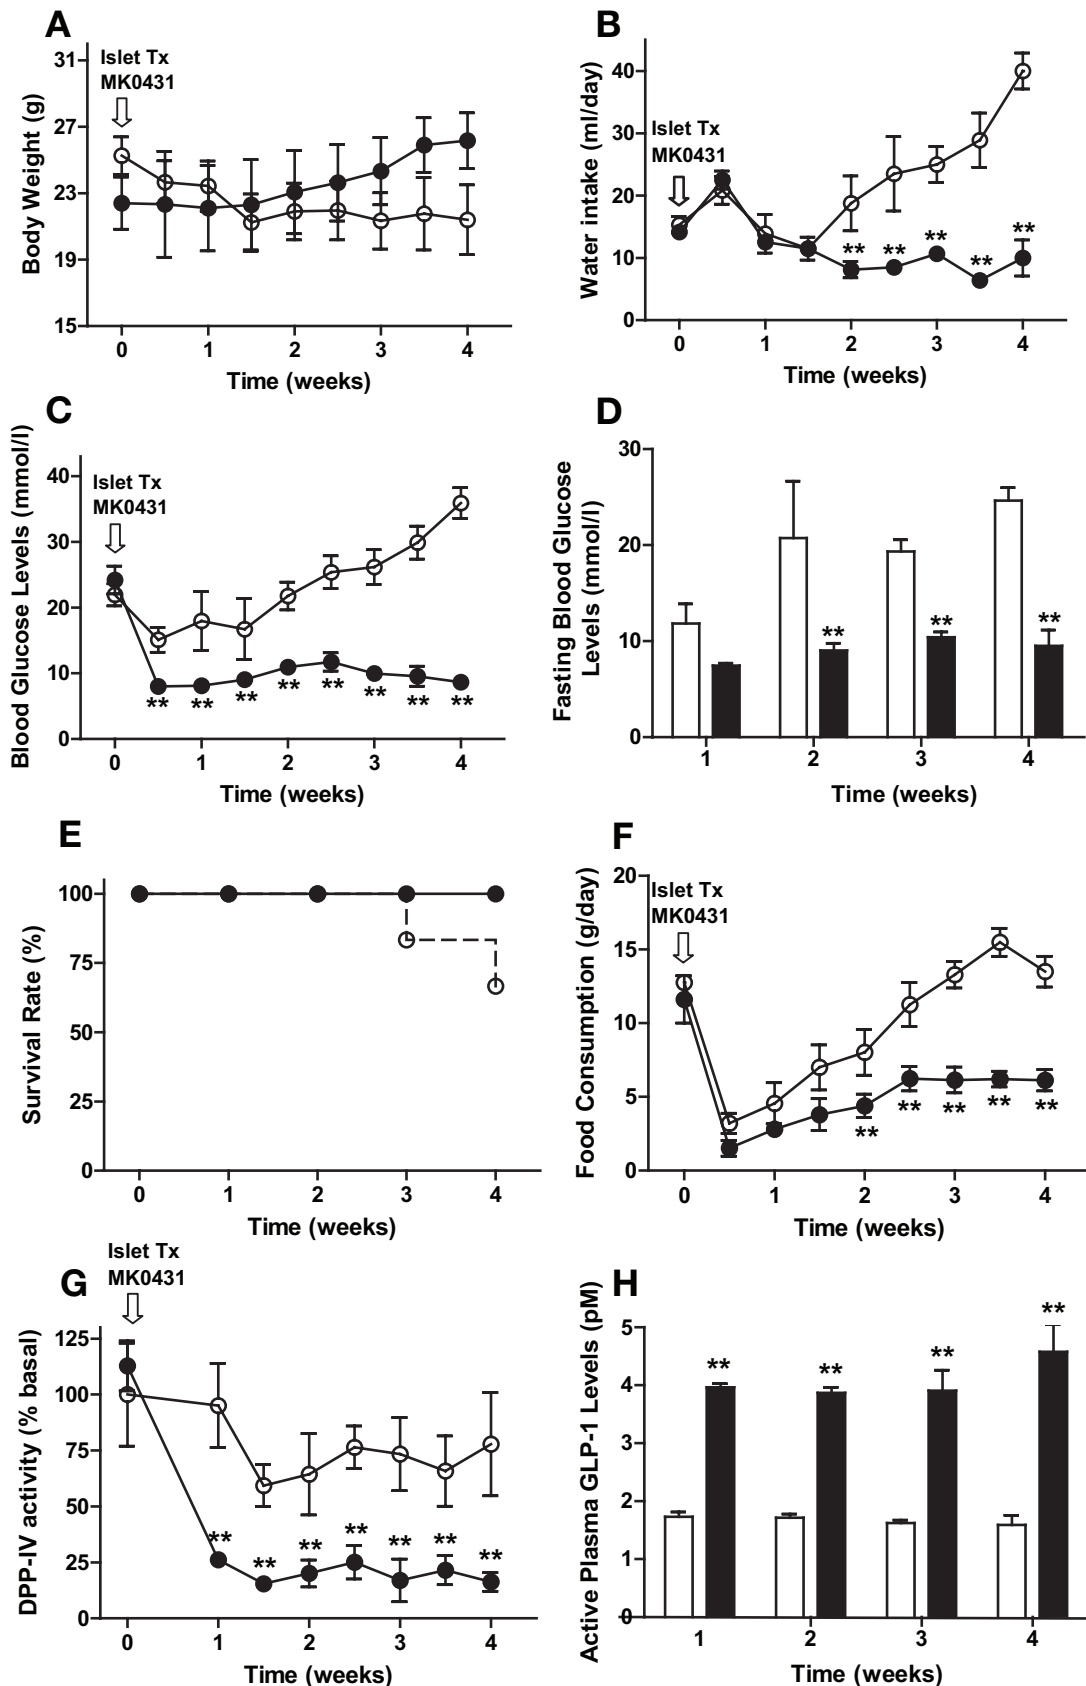 A
Islet Tx
MK0431
Body Weight (g)
31
27
23
19
15
0 1 2 3 4
Time (weeks)
B
Islet Tx
MK0431
Water intake (ml/day)
40
30
20
10
0
** ** ** ** **
0 1 2 3 4
Time (weeks)
C
Islet Tx
MK0431
Blood Glucose Levels (mmol/l)
40
30
20
10
0
** ** ** ** ** ** ** **
0 1 2 3 4
Time (weeks)
D
Fasting Blood Glucose
Levels (mmol/l)
30
20
10
0
** ** **
1 2 3 4
Time (weeks)
E
Survival Rate (%)
100
75
50
25
0
0 1 2 3 4
Time (weeks)
F
Islet Tx
MK0431
Food Consumption (g/day)
20
15
10
5
0
** ** ** ** **
0 1 2 3 4
Time (weeks)
G
Islet Tx
MK0431
DPP-IV activity (% basal)
125
100
75
50
25
0
** ** ** ** ** ** **
0 1 2 3 4
Time (weeks)
H
Active Plasma GLP-1 Levels (pM)
5
4
3
2
1
0
** ** ** **
1 2 3 4
Time (weeks)